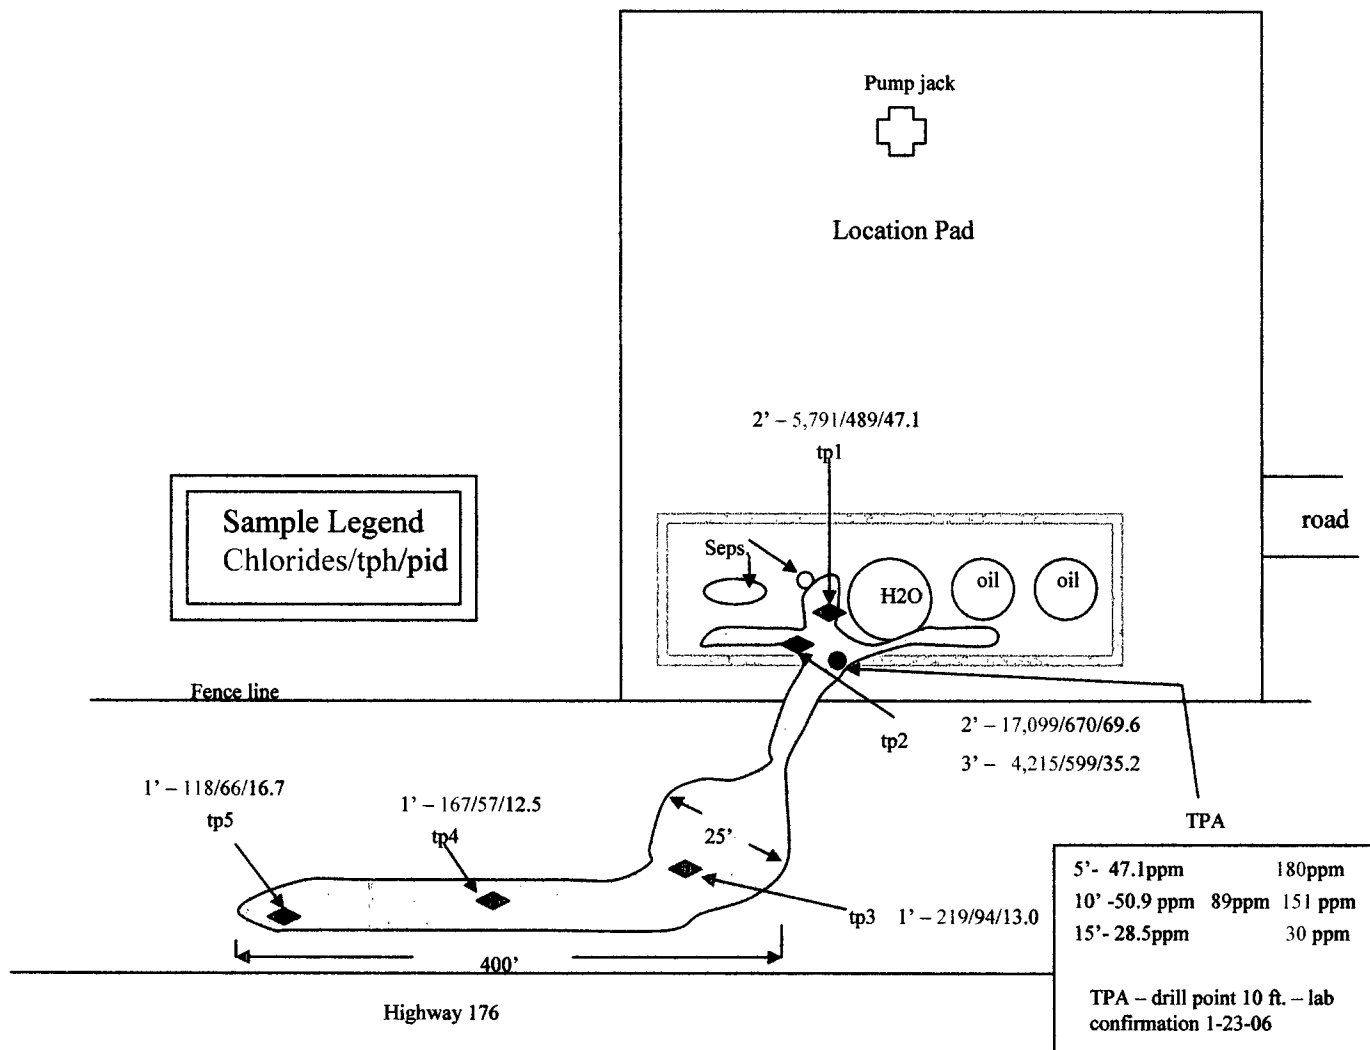 Pump jack
Location Pad
2’ – 5,791/489/47.1
tp1
Sample Legend
Chlorides/tph/pid
road
Seps.
H2O
oil
oil
Fence line
tp2
2’ – 17,099/670/69.6
3’ – 4,215/599/35.2
1’ – 118/66/16.7
tp5
1’ – 167/57/12.5
tp4
25'
TPA
tp3 1’ – 219/94/13.0
5’- 47.1ppm 180ppm
10’ -50.9 ppm 89ppm 151 ppm
15’- 28.5ppm 30 ppm
TPA – drill point 10 ft. – lab
confirmation 1-23-06
400’
Highway 176